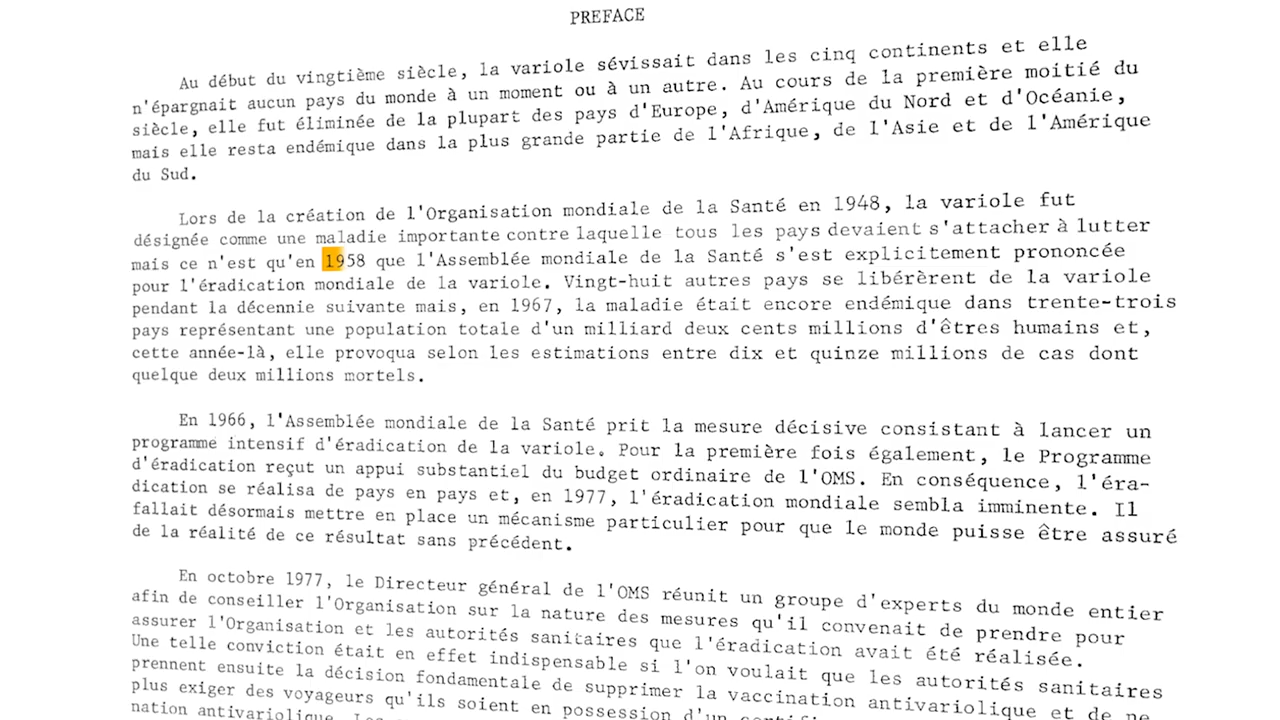 PREFACE
Au début du vingtième siècle, la variole sévissait dans les cinq continents et elle
n'épargnait aucun pays du monde à un moment ou à un autre. Au cours de la première moitié du
siècle, elle fut éliminée de la plupart des pays d'Europe, d'Amérique du Nord et d'Océanie,
mais elle resta endémique dans la plus grande partie de l'Afrique, de l'Asie et de l'Amérique
du Sud.
Lors de la création de l'Organisation mondiale de la Santé en 1948, la variole fut
désignée comme une maladie importante contre laquelle tous les pays devaient s'attacher à lutter
mais ce n'est qu'en 1958 que l'Assemblée mondiale de la Santé s'est explicitement prononcée
pour l'éradication mondiale de la variole. Vingt-huit autres pays se libérèrent de la variole
pendant la décennie suivante mais, en 1967, la maladie était encore endémique dans trente-trois
pays représentant une population totale d'un milliard deux cents millions d'êtres humains et,
cette année-là, elle provoqua selon les estimations entre dix et quinze millions de cas dont
quelque deux millions mortels.
En 1966, l'Assemblée mondiale de la Santé prit la mesure décisive consistant à lancer un
programme intensif d'éradication de la variole. Pour la première fois également, le Programme
d'éradication reçut un appui substantiel du budget ordinaire de l'OMS. En conséquence, l'éra-
dication se réalisa de pays en pays et, en 1977, l'éradication mondiale sembla imminente. Il
fallait désormais mettre en place un mécanisme particulier pour que le monde puisse être assuré
de la réalité de ce résultat sans précédent.
En octobre 1977, le Directeur général de l'OMS réunit un groupe d'experts du monde entier
afin de conseiller l'Organisation sur la nature des mesures qu'il convenait de prendre pour
assurer l'Organisation et les autorités sanitaires que l'éradication avait été réalisée.
Une telle conviction était en effet indispensable si l'on voulait que les autorités sanitaires
prennent ensuite la décision fondamentale de supprimer la vaccination antivariolique et de ne
plus exiger des voyageurs qu'ils soient en possession d'un
nation antivariolique.